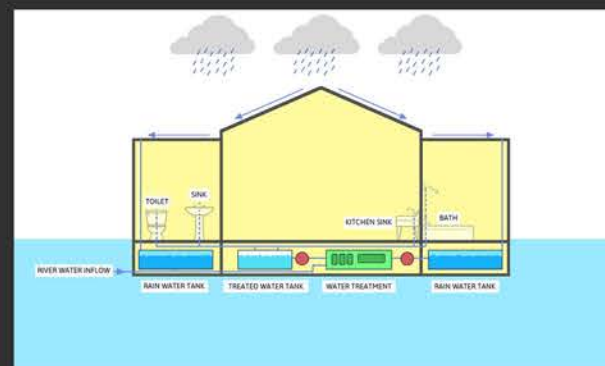 TOILET
SINK
KITCHEN SINK
BATH
RIVER WATER INFLOW
RAIN WATER TANK
TREATED WATER TANK
WATER TREATMENT
RAIN WATER TANK